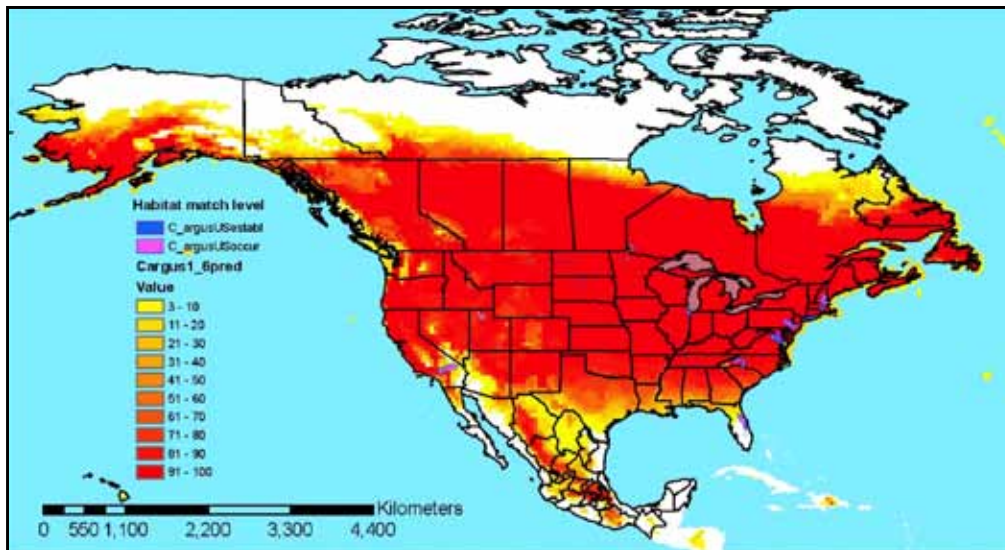 Habitat match level
C_argusUSestabl
C_argusUSoccur
Cargus1_6pred
Value
3 - 10
11 - 20
21 - 30
31 - 40
41 - 50
51 - 60
61 - 70
71 - 80
81 - 90
91 - 100
Kilometers
0 550 1,100 2,200 3,300 4,400